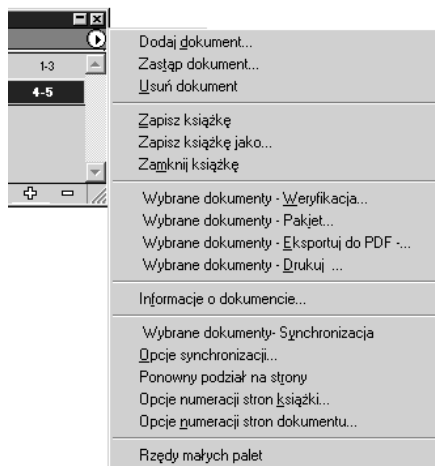 1-3
4-5
Dodaj dokument...
Zastąp dokument...
Usuń dokument
Zapisz książkę
Zapisz książkę jako...
Zamknij książkę
Wybrane dokumenty - Weryfikacja...
Wybrane dokumenty - Pakiet...
Wybrane dokumenty - Eksportuj do PDF -...
Wybrane dokumenty - Drukuj ...
Informacje o dokumencie...
Wybrane dokumenty- Synchronizacja
Opcje synchronizacji...
Ponowny podział na strony
Opcje numeracji stron książki...
Opcje numeracji stron dokumentu...
Rzędy małych palet